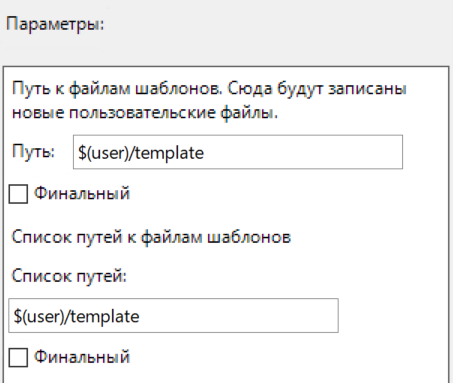 Параметры:
Путь к файлам шаблонов. Сюда будут записаны
новые пользовательские файлы.
Путь: $(user)/template
Финальный
Список путей к файлам шаблонов
Список путей:
$(user)/template
Финальный